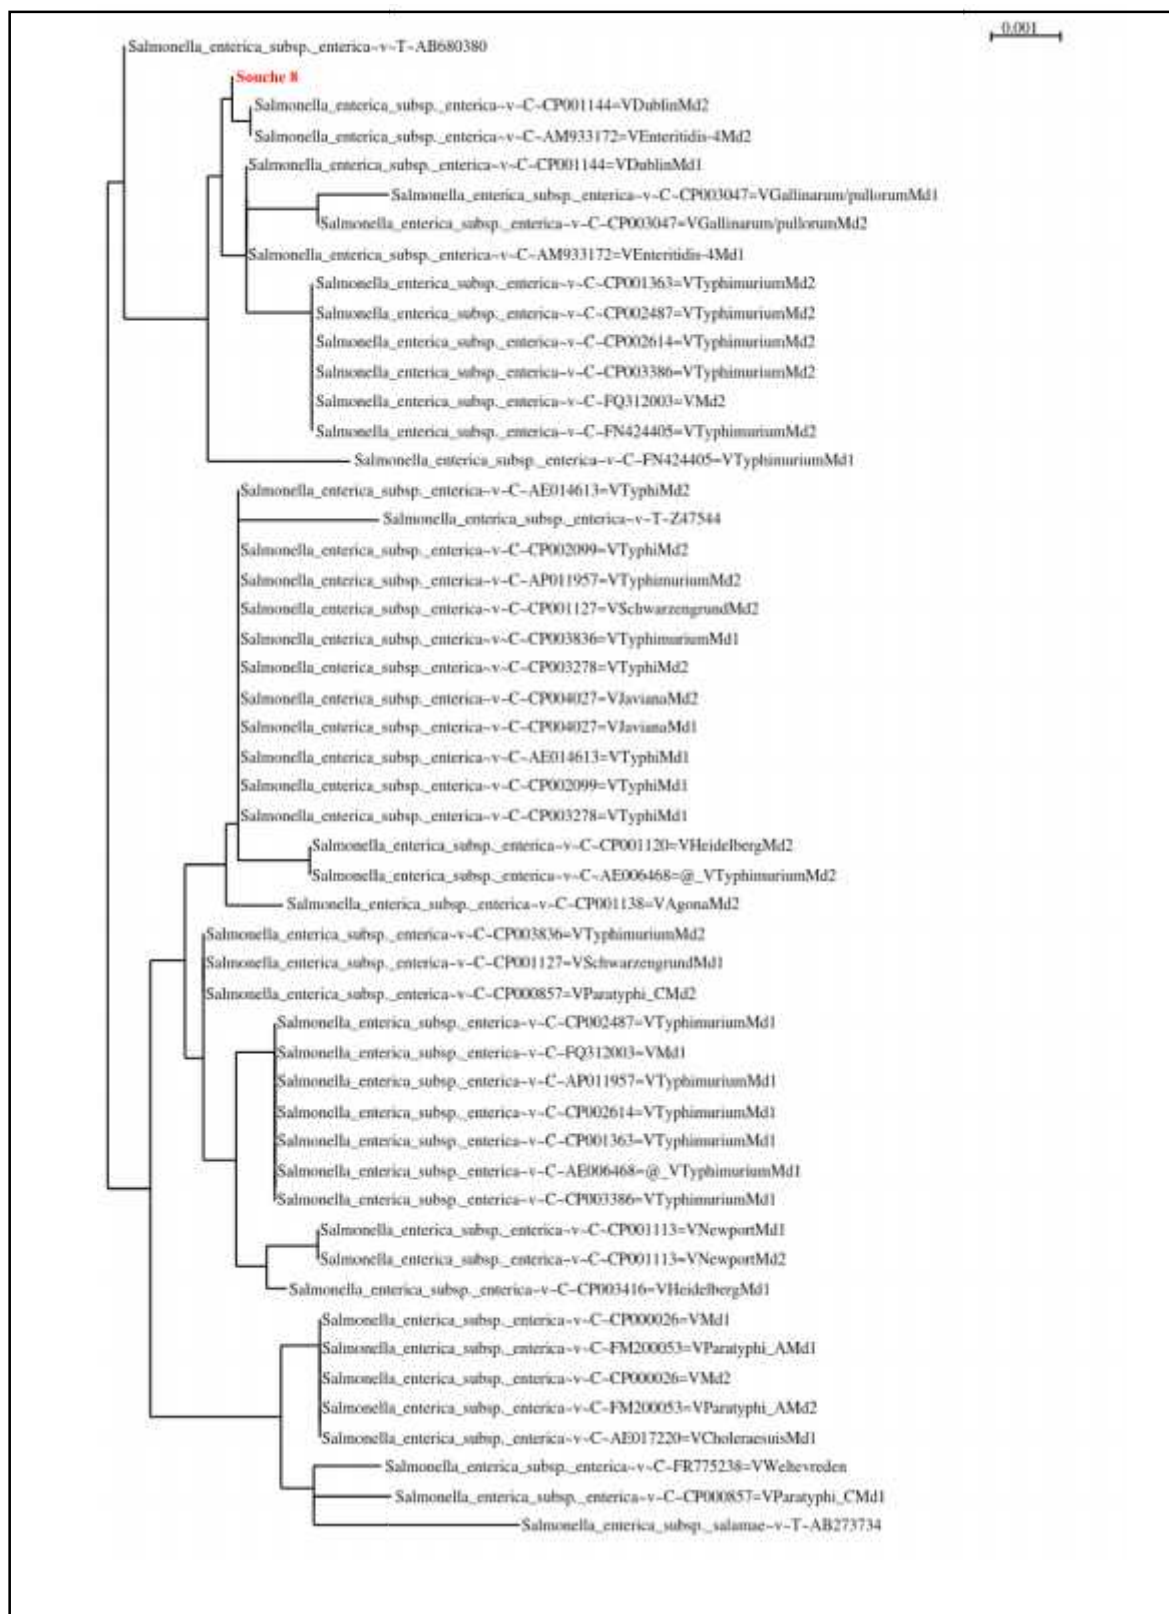 0.001
Salmonella_enterica_subsp._enterica~v~T~AB680380
Souche 8
Salmonella_enterica_subsp._enterica~v~C~CP001144=VDublinMd2
Salmonella_enterica_subsp._enterica~v~C~AM933172=VEnteritidis-4Md2
Salmonella_enterica_subsp._enterica~v~C~CP001144=VDublinMd1
Salmonella_enterica_subsp._enterica~v~C~CP003047=VGallinarum/pullorumMd1
Salmonella_enterica_subsp._enterica~v~C~CP003047=VGallinarum/pullorumMd2
Salmonella_enterica_subsp._enterica~v~C~AM933172=VEnteritidis-4Md1
Salmonella_enterica_subsp._enterica~v~C~CP001363=VTyphimuriumMd2
Salmonella_enterica_subsp._enterica~v~C~CP002487=VTyphimuriumMd2
Salmonella_enterica_subsp._enterica~v~C~CP002614=VTyphimuriumMd2
Salmonella_enterica_subsp._enterica~v~C~CP003386=VTyphimuriumMd2
Salmonella_enterica_subsp._enterica~v~C~FQ312003=VMd2
Salmonella_enterica_subsp._enterica~v~C~FN424405=VTyphimuriumMd2
Salmonella_enterica_subsp._enterica~v~C~FN424405=VTyphimuriumMd1
Salmonella_enterica_subsp._enterica~v~C~AE014613=VTyphiMd2
Salmonella_enterica_subsp._enterica~v~T~Z47544
Salmonella_enterica_subsp._enterica~v~C~CP002099=VTyphiMd2
Salmonella_enterica_subsp._enterica~v~C~AP011957=VTyphimuriumMd2
Salmonella_enterica_subsp._enterica~v~C~CP001127=VSchwarzengrundMd2
Salmonella_enterica_subsp._enterica~v~C~CP003836=VTyphimuriumMd1
Salmonella_enterica_subsp._enterica~v~C~CP003278=VTyphiMd2
Salmonella_enterica_subsp._enterica~v~C~CP004027=VJavianaMd2
Salmonella_enterica_subsp._enterica~v~C~CP004027=VJavianaMd1
Salmonella_enterica_subsp._enterica~v~C~AE014613=VTyphiMd1
Salmonella_enterica_subsp._enterica~v~C~CP002099=VTyphiMd1
Salmonella_enterica_subsp._enterica~v~C~CP003278=VTyphiMd1
Salmonella_enterica_subsp._enterica~v~C~CP001120=VHeidelbergMd2
Salmonella_enterica_subsp._enterica~v~C~AE006468=@_VTyphimuriumMd2
Salmonella_enterica_subsp._enterica~v~C~CP001138=VAgonaMd2
Salmonella_enterica_subsp._enterica~v~C~CP003836=VTyphimuriumMd2
Salmonella_enterica_subsp._enterica~v~C~CP001127=VSchwarzengrundMd1
Salmonella_enterica_subsp._enterica~v~C~CP000857=VParatyphi_CMd2
Salmonella_enterica_subsp._enterica~v~C~CP002487=VTyphimuriumMd1
Salmonella_enterica_subsp._enterica~v~C~FQ312003=VMd1
Salmonella_enterica_subsp._enterica~v~C~AP011957=VTyphimuriumMd1
Salmonella_enterica_subsp._enterica~v~C~CP002614=VTyphimuriumMd1
Salmonella_enterica_subsp._enterica~v~C~CP001363=VTyphimuriumMd1
Salmonella_enterica_subsp._enterica~v~C~AE006468=@_VTyphimuriumMd1
Salmonella_enterica_subsp._enterica~v~C~CP003386=VTyphimuriumMd1
Salmonella_enterica_subsp._enterica~v~C~CP001113=VNewportMd1
Salmonella_enterica_subsp._enterica~v~C~CP001113=VNewportMd2
Salmonella_enterica_subsp._enterica~v~C~CP003416=VHeidelbergMd1
Salmonella_enterica_subsp._enterica~v~C~CP000026=VMd1
Salmonella_enterica_subsp._enterica~v~C~FM200053=VParatyphi_AMd1
Salmonella_enterica_subsp._enterica~v~C~CP000026=VMd2
Salmonella_enterica_subsp._enterica~v~C~FM200053=VParatyphi_AMd2
Salmonella_enterica_subsp._enterica~v~C~AE017220=VCholeraesuisMd1
Salmonella_enterica_subsp._enterica~v~C~FR775238=VWeltevreden
Salmonella_enterica_subsp._enterica~v~C~CP000857=VParatyphi_CMd1
Salmonella_enterica_subsp._salamae~v~T~AB273734